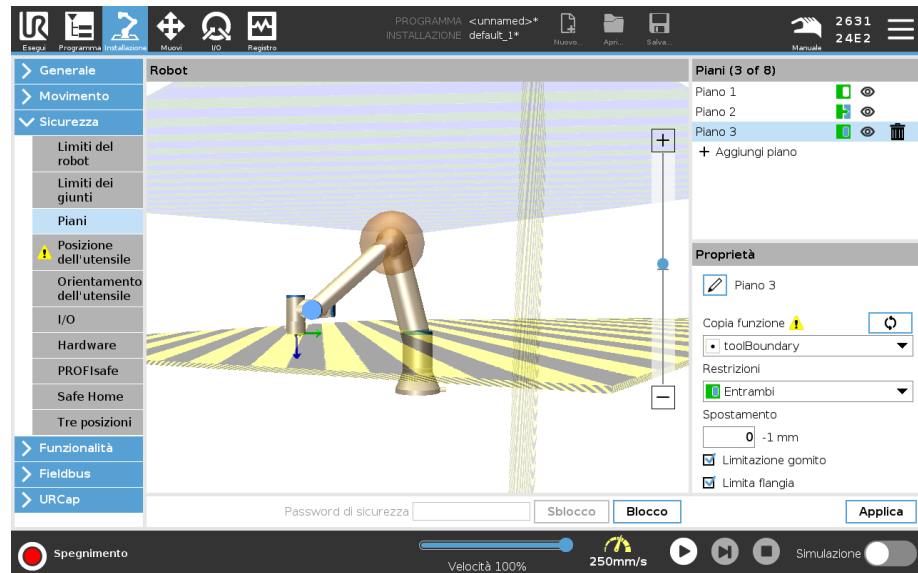 UR
PROGRAMMA <unnamed>*
INSTALLAZIONE default_1*
Esegui Programma Installazione Muovi I/O Registro
Nuovo... Apri... Salva...
Manuale
2631
24E2
Generale
Movimento
Sicurezza
Limiti del
robot
Limiti dei
giunti
Piani
Posizione
dell'utensile
Orientamento
dell'utensile
I/O
Hardware
PROFIsafe
Safe Home
Tre posizioni
Funzionalità
Fieldbus
URCap
Robot
+
−
Password di sicurezza Sblocco Blocco
Piani (3 of 8)
Piano 1
Piano 2
Piano 3
+ Aggiungi piano
Proprietà
Piano 3
Copia funzione
toolBoundary
Restrizioni
Entrambi
Spostamento
0 -1 mm
Limitazione gomito
Limita flangia
Applica
Spegnimento
Velocità 100%
250mm/s
Simulazione